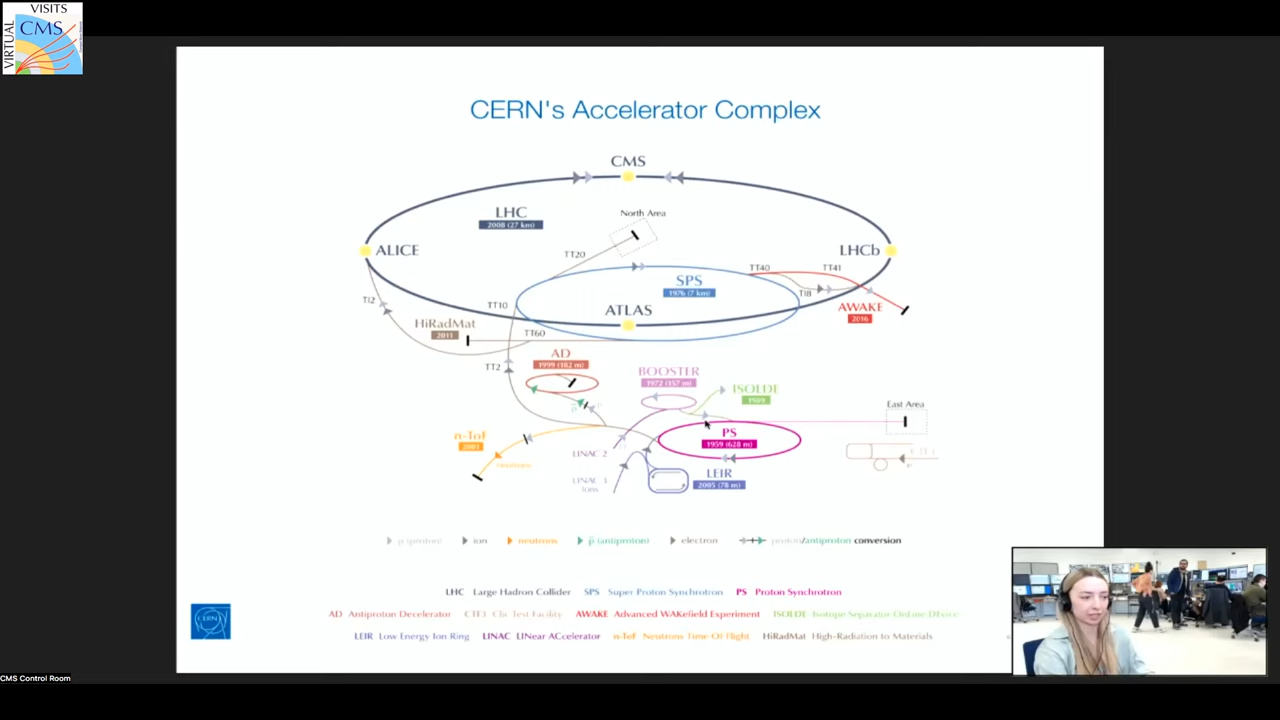 VISITS
CMS
VIRTUAL
CERN's Accelerator Complex
CMS
LHC
2008 (27 km)
North Area
ALICE
LHCb
TT20
TT40
TT41
SPS
1976 (7 km)
TI2
TT10
TI8
ATLAS
AWAKE
2016
HiRadMat
2011
TT60
AD
1999 (182 m)
TT2
BOOSTER
1972 (157 m)
ISOLDE
1989
East Area
p
n-ToF
2001
PS
1959 (628 m)
neutrons
LINAC 2
LEIR
2005 (78 m)
LINAC 3
Ions
p (proton) ion neutrons p̄ (antiproton) electron proton/antiproton conversion
LHC Large Hadron Collider SPS Super Proton Synchrotron PS Proton Synchrotron
AD Antiproton Decelerator CTF3 Clic Test Facility AWAKE Advanced WAKefield Experiment ISOLDE Isotope Separator OnLine DEvice
LEIR Low Energy Ion Ring LINAC LINear ACcelerator n-ToF Neutrons Time Of Flight HiRadMat High-Radiation to Materials
CERN
CMS Control Room